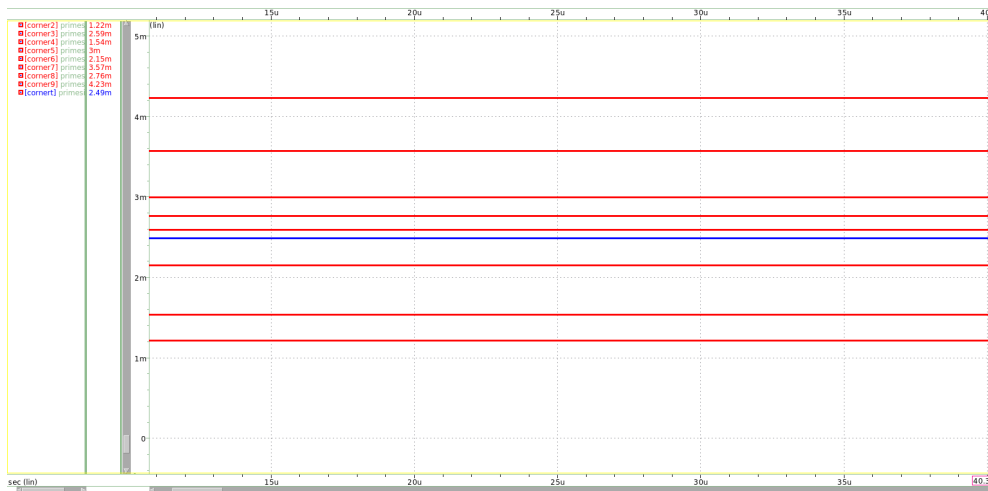 15u 20u 25u 30u 35u 40
[corner2] primes 1.22m
[corner3] primes 2.59m
[corner4] primes 1.54m
[corner5] primes 3m
[corner6] primes 2.15m
[corner7] primes 3.57m
[corner8] primes 2.76m
[corner9] primes 4.23m
[cornert] primes 2.49m
(lin)
5m
4m
3m
2m
1m
0
sec (lin) 15u 20u 25u 30u 35u 40.3